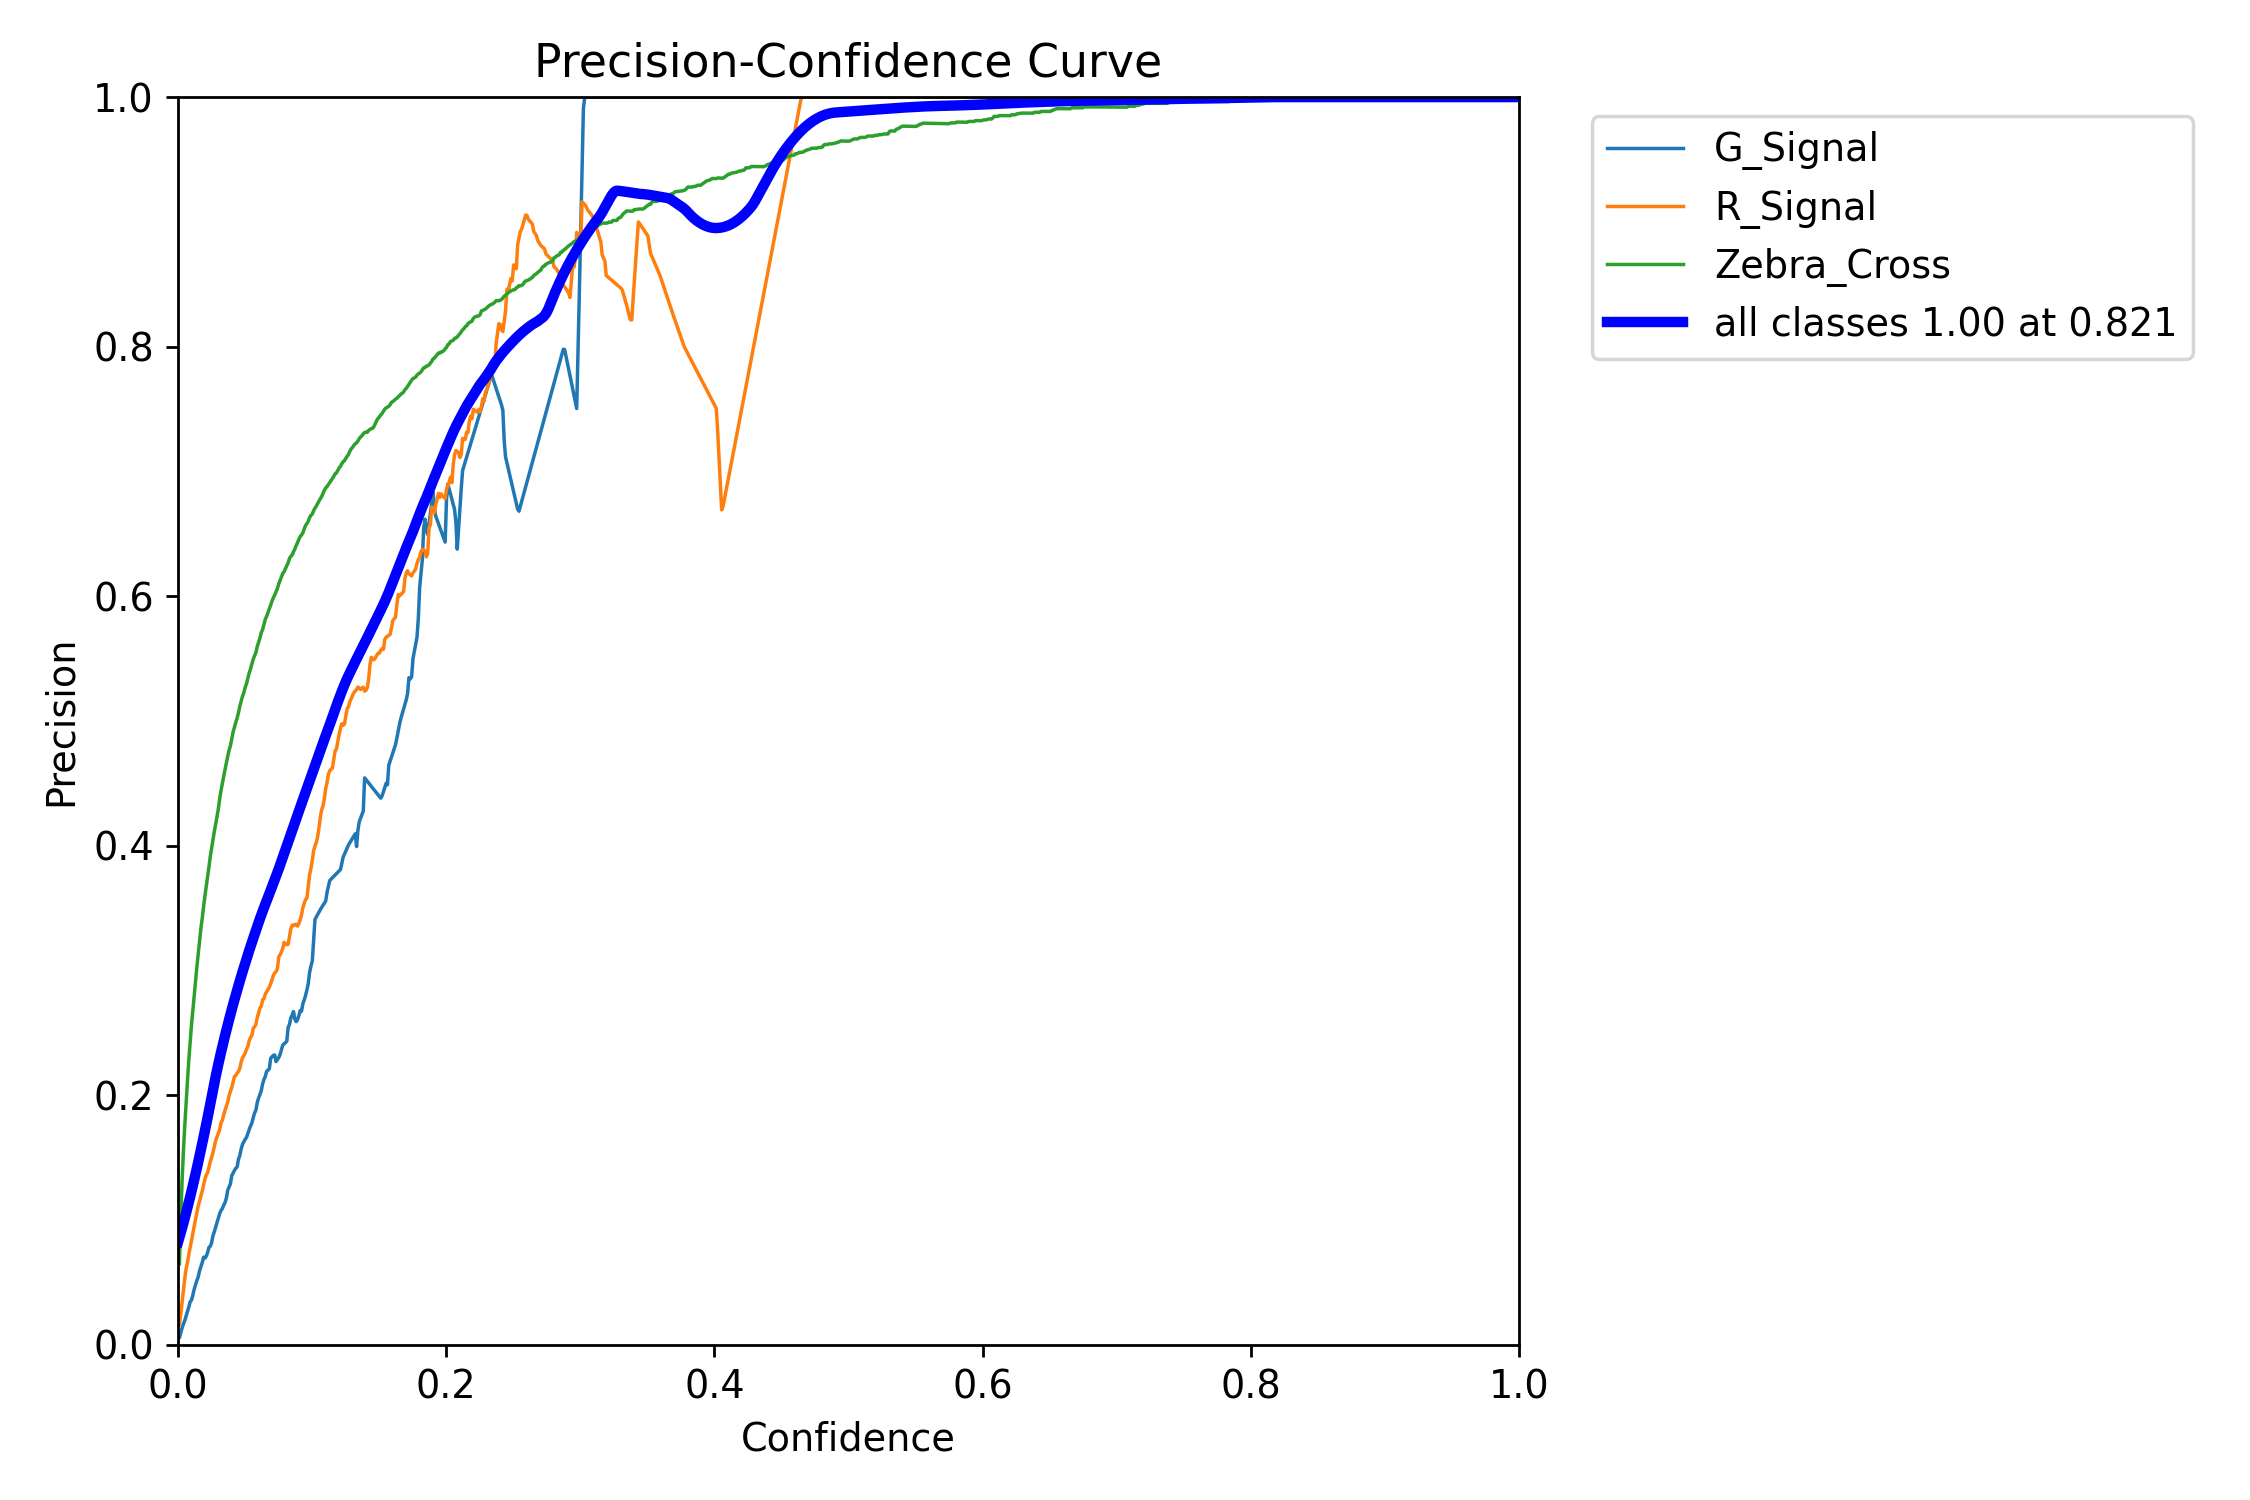 Precision-Confidence Curve
1.0
0.8
0.6
0.4
0.2
0.0
Precision
0.0 0.2 0.4 0.6 0.8 1.0
Confidence
G_Signal
R_Signal
Zebra_Cross
all classes 1.00 at 0.821